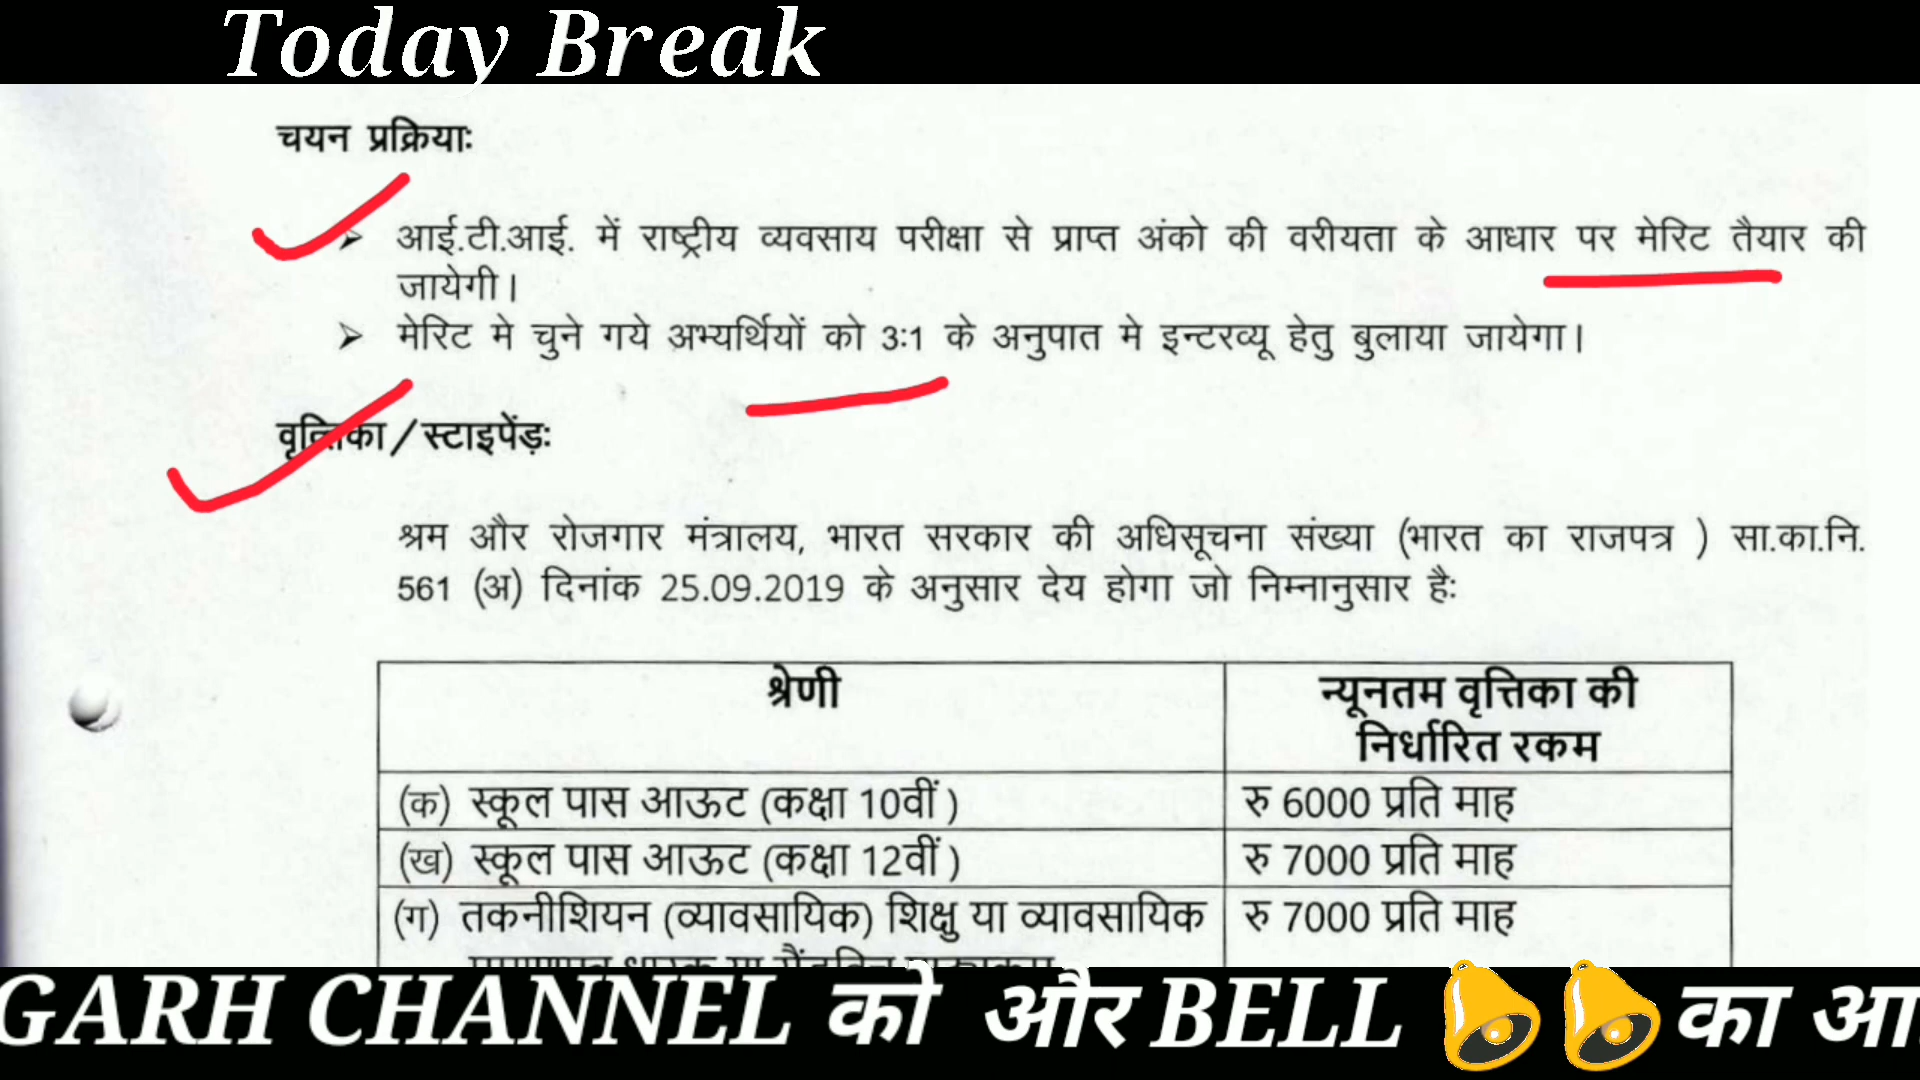 Today Break
चयन प्रक्रियाः
➢ आई.टी.आई. में राष्ट्रीय व्यवसाय परीक्षा से प्राप्त अंको की वरीयता के आधार पर मेरिट तैयार की
जायेगी।
➢ मेरिट मे चुने गये अभ्यर्थियों को 3:1 के अनुपात मे इन्टरव्यू हेतु बुलाया जायेगा।
वृत्तिका/स्टाइपेंड़ः
श्रम और रोजगार मंत्रालय, भारत सरकार की अधिसूचना संख्या (भारत का राजपत्र ) सा.का.नि.
561 (अ) दिनांक 25.09.2019 के अनुसार देय होगा जो निम्नानुसार हैः
श्रेणी
न्यूनतम वृत्तिका की
निर्धारित रकम
(क) स्कूल पास आऊट (कक्षा 10वीं )
रु 6000 प्रति माह
(ख) स्कूल पास आऊट (कक्षा 12वीं )
रु 7000 प्रति माह
(ग) तकनीशियन (व्यावसायिक) शिक्षु या व्यावसायिक
रु 7000 प्रति माह
GARH CHANNEL को और BELL 🔔🔔 का